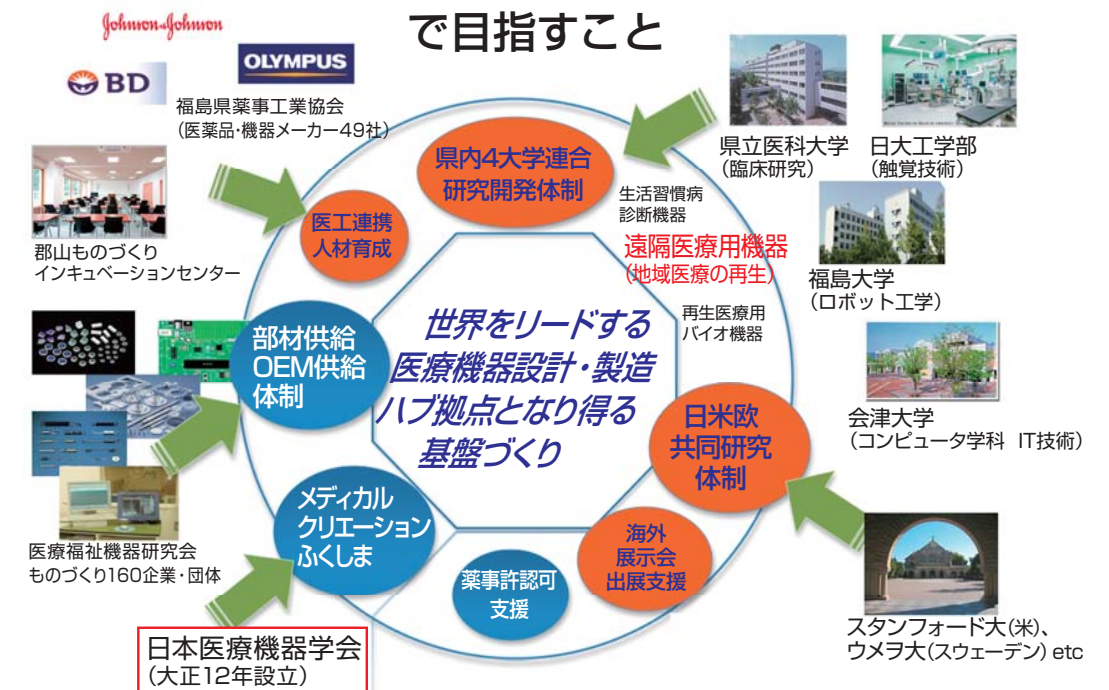 で目指すこと
Johnson&Johnson
BD
OLYMPUS
福島県薬事工業協会
(医薬品・機器メーカー49社)
郡山ものづくり
インキュベーションセンター
医工連携
人材育成
県内4大学連合
研究開発体制
生活習慣病
診断機器
遠隔医療用機器
(地域医療の再生)
再生医療用
バイオ機器
県立医科大学
(臨床研究)
日大工学部
(触覚技術)
福島大学
(ロボット工学)
会津大学
(コンピュータ学科 IT技術)
部材供給
OEM供給
体制
世界をリードする
医療機器設計・製造
ハブ拠点となり得る
基盤づくり
日米欧
共同研究
体制
メディカル
クリエーション
ふくしま
薬事許認可
支援
海外
展示会
出展支援
医療福祉機器研究会
ものづくり160企業・団体
日本医療機器学会
(大正12年設立)
スタンフォード大(米)、
ウメヲ大(スウェーデン) etc